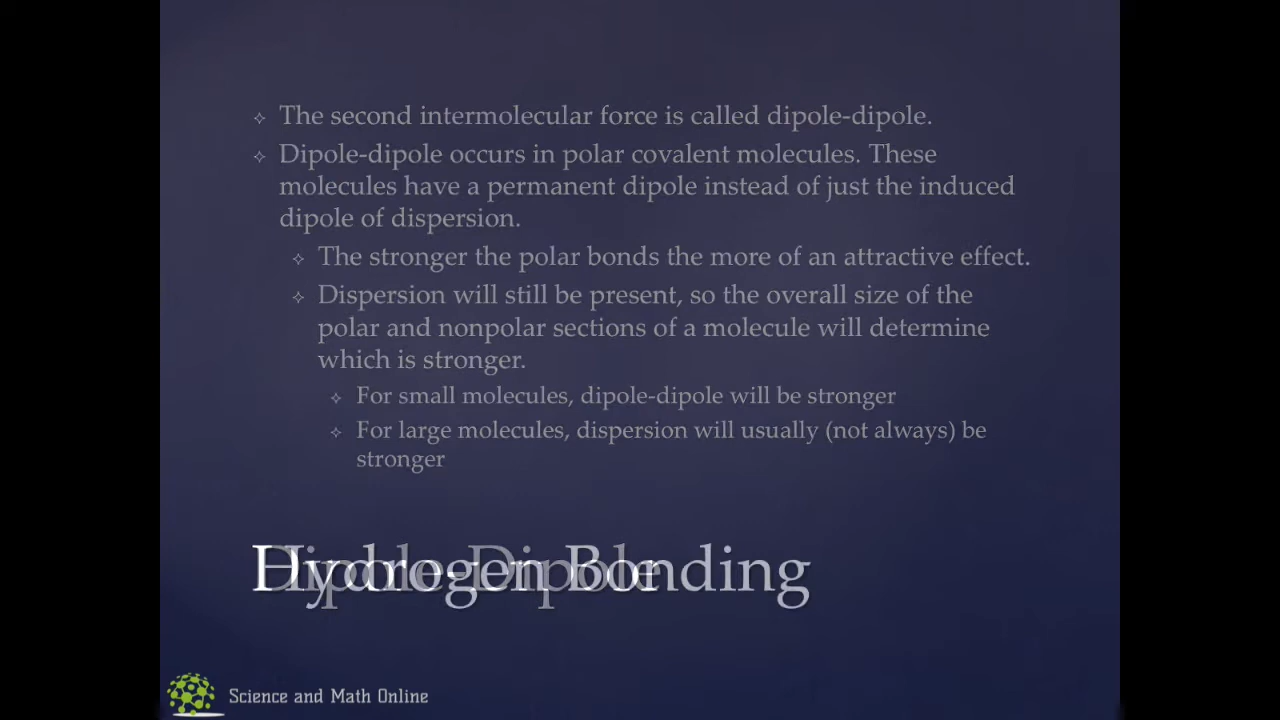 The second intermolecular force is called dipole-dipole.
Dipole-dipole occurs in polar covalent molecules. These
molecules have a permanent dipole instead of just the induced
dipole of dispersion.
The stronger the polar bonds the more of an attractive effect.
Dispersion will still be present, so the overall size of the
polar and nonpolar sections of a molecule will determine
which is stronger.
For small molecules, dipole-dipole will be stronger
For large molecules, dispersion will usually (not always) be
stronger
Dipole-Dipole
Hydrogen Bonding
Science and Math Online